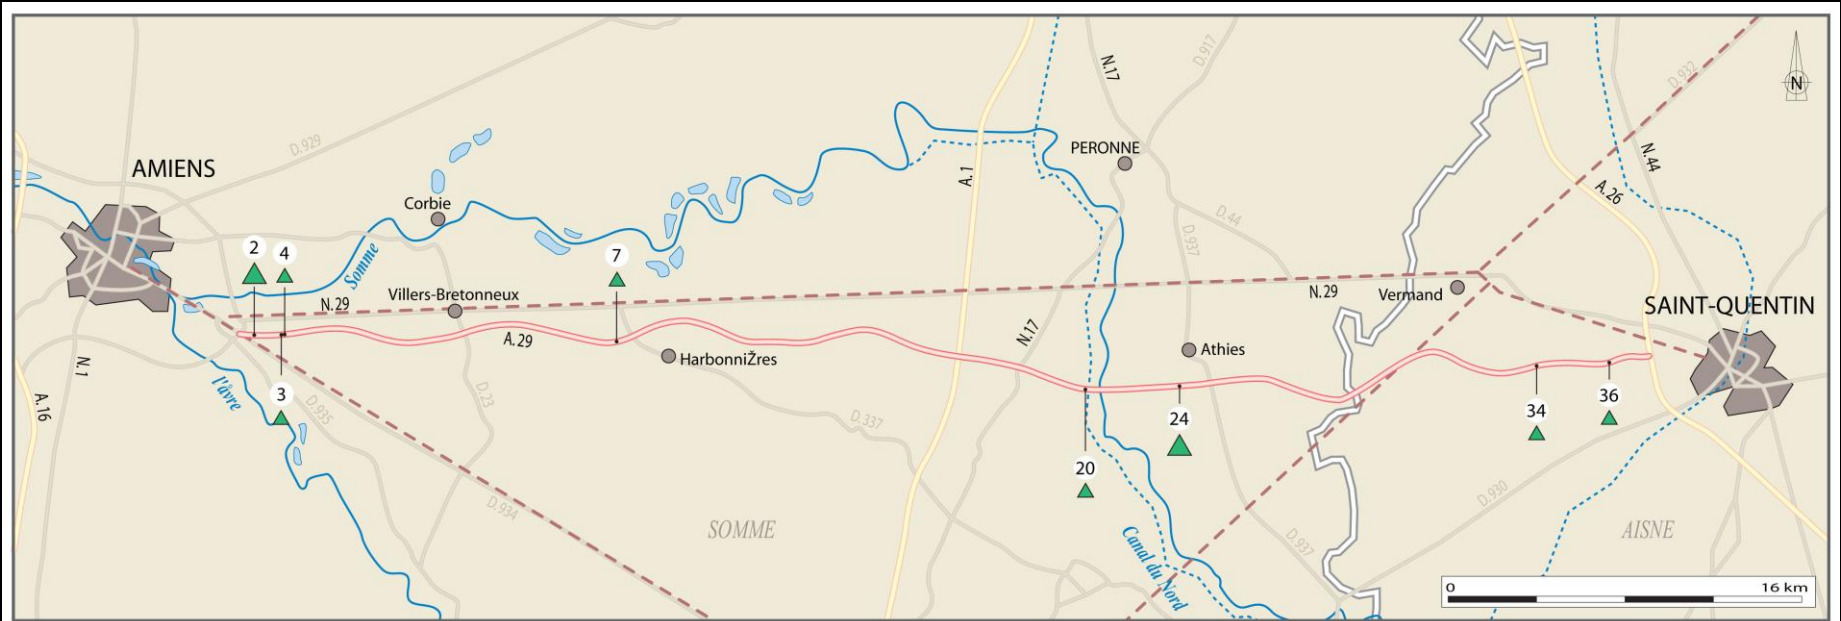 N
D.917
N.17
D.932
D.929
AMIENS
PERONNE
N.44
A.1
A.26
Corbie
D.44
D.937
2
4
7
Somme
N.29
Villers-Bretonneux
N.29
Vermand
SAINT-QUENTIN
A.29
N.17
HarbonniŽres
Athies
N.1
l'âvre
D.23
A.16
3
D.935
D.337
24
34
36
20
D.934
D.930
SOMME
AISNE
Canal du Nord
D.937
0
16 km